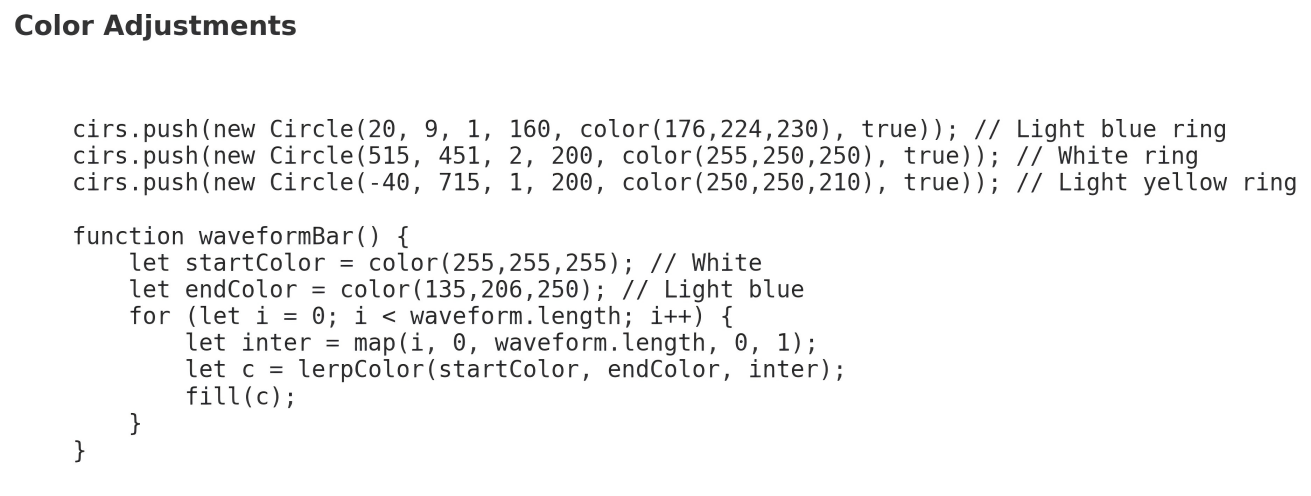 Color Adjustments
cirs.push(new Circle(20, 9, 1, 160, color(176,224,230), true)); // Light blue ring
cirs.push(new Circle(515, 451, 2, 200, color(255,250,250), true)); // White ring
cirs.push(new Circle(-40, 715, 1, 200, color(250,250,210), true)); // Light yellow ring
function waveformBar() {
    let startColor = color(255,255,255); // White
    let endColor = color(135,206,250); // Light blue
    for (let i = 0; i < waveform.length; i++) {
        let inter = map(i, 0, waveform.length, 0, 1);
        let c = lerpColor(startColor, endColor, inter);
        fill(c);
    }
}